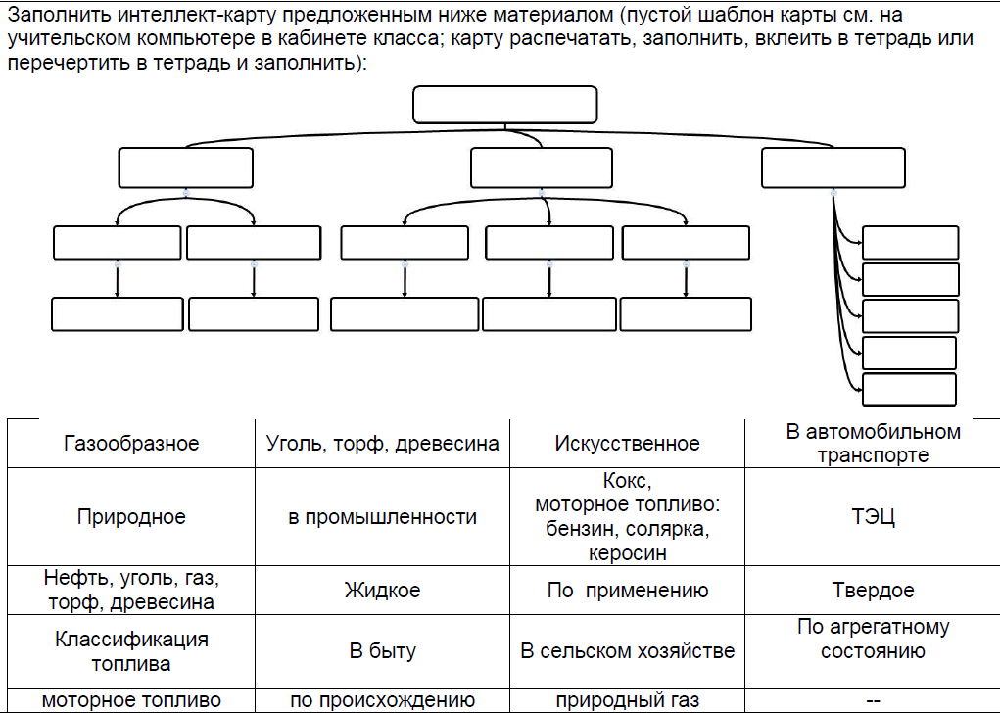 Заполнить интеллект-карту предложенным ниже материалом (пустой шаблон карты см. на
учительском компьютере в кабинете класса; карту распечатать, заполнить, вклеить в тетрадь или
перечертить в тетрадь и заполнить):
Газообразное
Уголь, торф, древесина
Искусственное
В автомобильном
транспорте
Природное
в промышленности
Кокс,
моторное топливо:
бензин, солярка,
керосин
ТЭЦ
Нефть, уголь, газ,
торф, древесина
Жидкое
По применению
Твердое
Классификация
топлива
В быту
В сельском хозяйстве
По агрегатному
состоянию
моторное топливо
по происхождению
природный газ
--